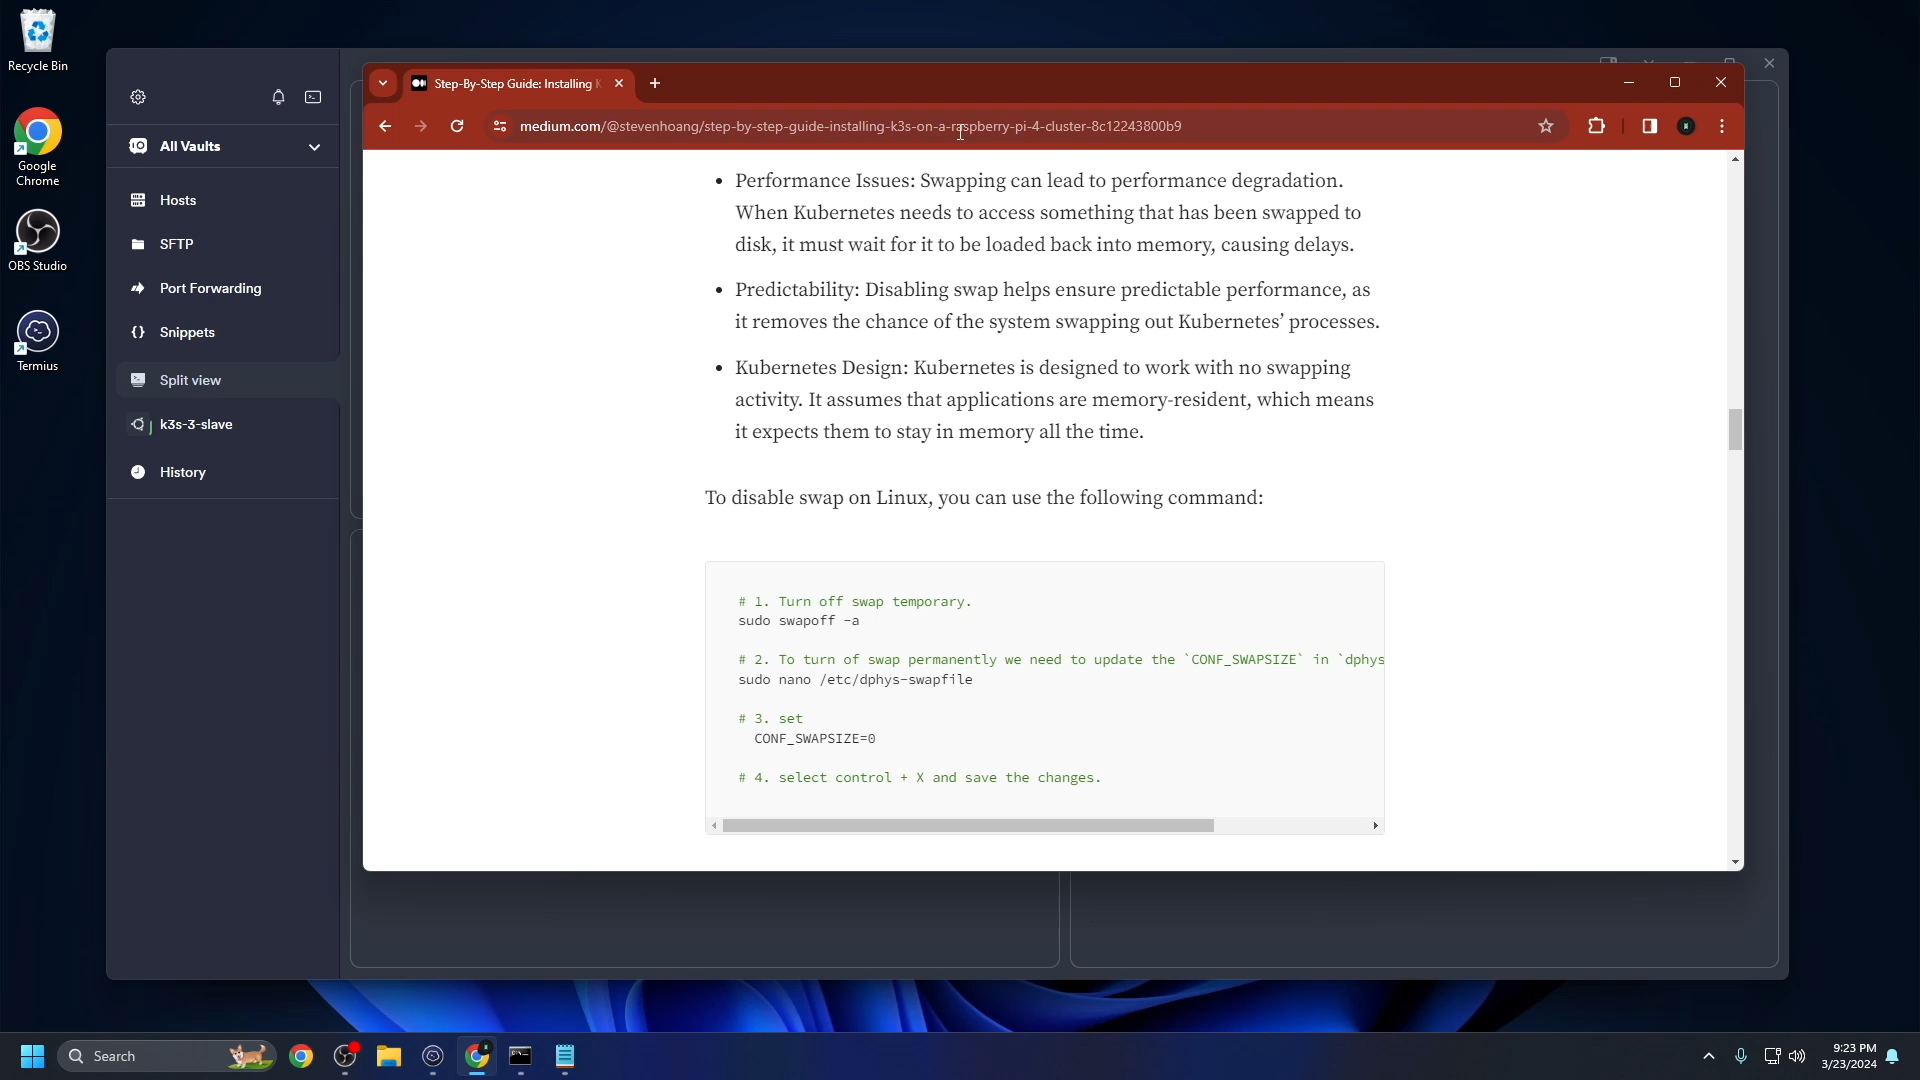 Recycle Bin
Google
Chrome
OBS Studio
Termius
All Vaults
Hosts
SFTP
Port Forwarding
Snippets
Split view
k3s-3-slave
History
Step-By-Step Guide: Installing K
medium.com/@stevenhoang/step-by-step-guide-installing-k3s-on-a-raspberry-pi-4-cluster-8c12243800b9
• Performance Issues: Swapping can lead to performance degradation.
When Kubernetes needs to access something that has been swapped to
disk, it must wait for it to be loaded back into memory, causing delays.
• Predictability: Disabling swap helps ensure predictable performance, as
it removes the chance of the system swapping out Kubernetes’ processes.
• Kubernetes Design: Kubernetes is designed to work with no swapping
activity. It assumes that applications are memory-resident, which means
it expects them to stay in memory all the time.
To disable swap on Linux, you can use the following command:
# 1. Turn off swap temporary.
sudo swapoff -a
# 2. To turn of swap permanently we need to update the `CONF_SWAPSIZE` in `dphys
sudo nano /etc/dphys-swapfile
# 3. set
CONF_SWAPSIZE=0
# 4. select control + X and save the changes.
Search
9:23 PM
3/23/2024